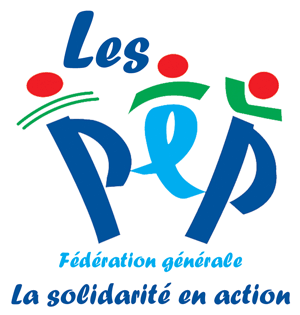 Les
pep
Fédération générale
La solidarité en action